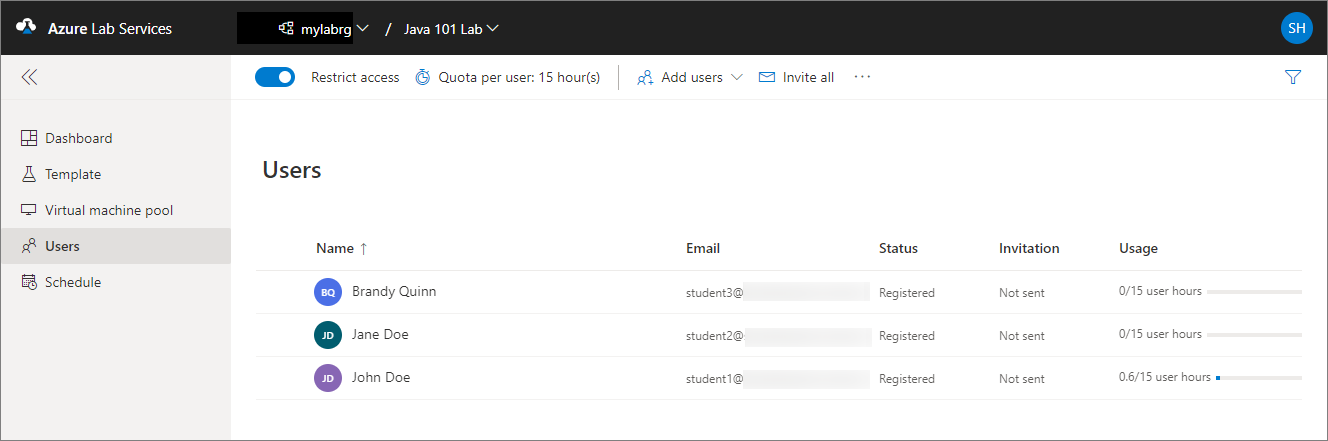 Azure Lab Services mylabrg / Java 101 Lab SH
Restrict access Quota per user: 15 hour(s) Add users Invite all ...
Dashboard
Template
Virtual machine pool
Users
Schedule
Users
Name ↑ Email Status Invitation Usage
BQ Brandy Quinn student3@ Registered Not sent 0/15 user hours
JD Jane Doe student2@ Registered Not sent 0/15 user hours
JD John Doe student1@ Registered Not sent 0.6/15 user hours